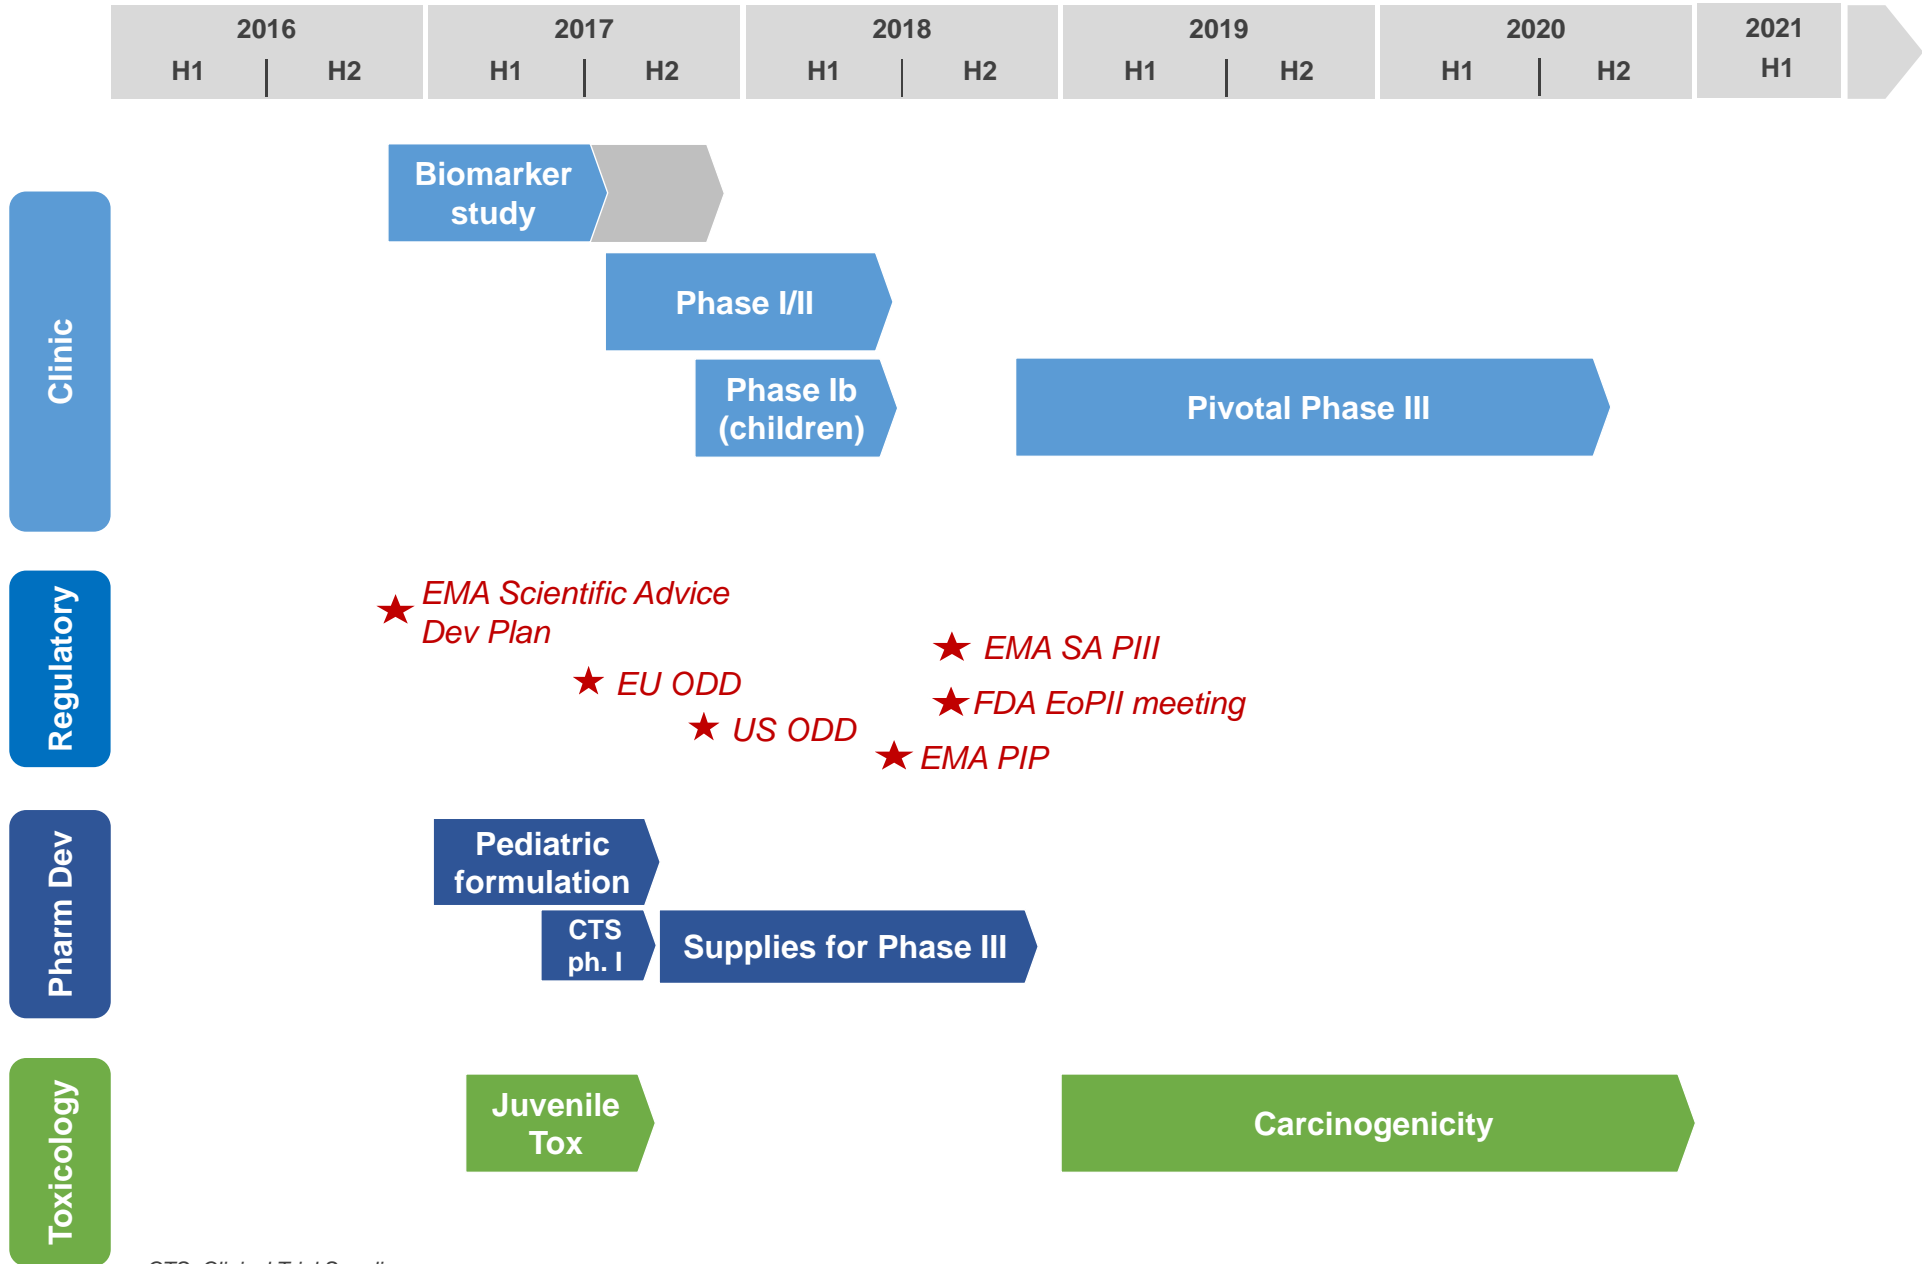 2016
2017
2018
2019
2020
2021
H1
H2
H1
H2
H1
H2
H1
H2
H1
H2
H1
Clinic
Biomarker
study
Phase I/II
Phase Ib
(children)
Pivotal Phase III
Regulatory
EMA Scientific Advice
Dev Plan
EMA SA PIII
EU ODD
FDA EoPII meeting
US ODD
EMA PIP
Pharm Dev
Pediatric
formulation
CTS
ph. I
Supplies for Phase III
Toxicology
Juvenile
Tox
Carcinogenicity
CTS: Clinical Trial